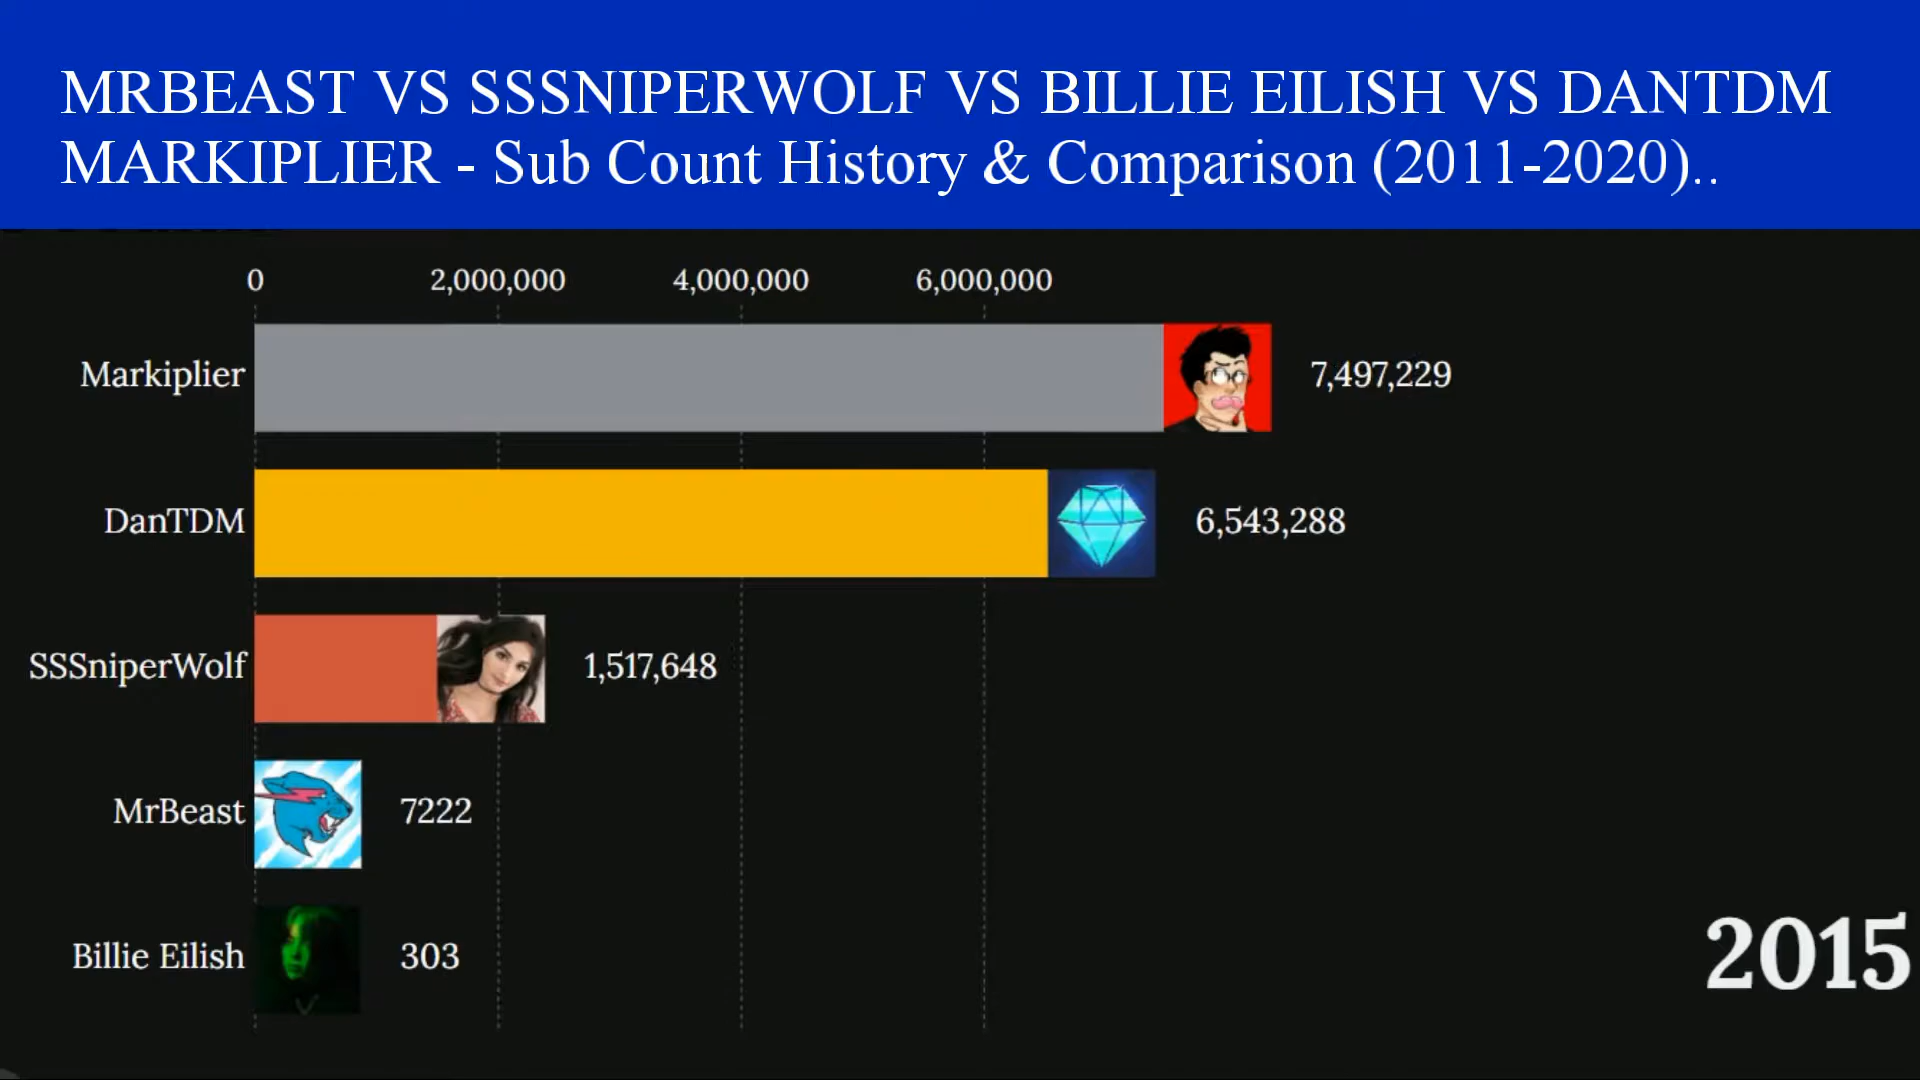 MRBEAST VS SSSNIPERWOLF VS BILLIE EILISH VS DANTDM
MARKIPLIER - Sub Count History & Comparison (2011-2020)..
0 2,000,000 4,000,000 6,000,000
Markiplier 7,497,229
DanTDM 6,543,288
SSSniperWolf 1,517,648
MrBeast 7222
Billie Eilish 303
2015